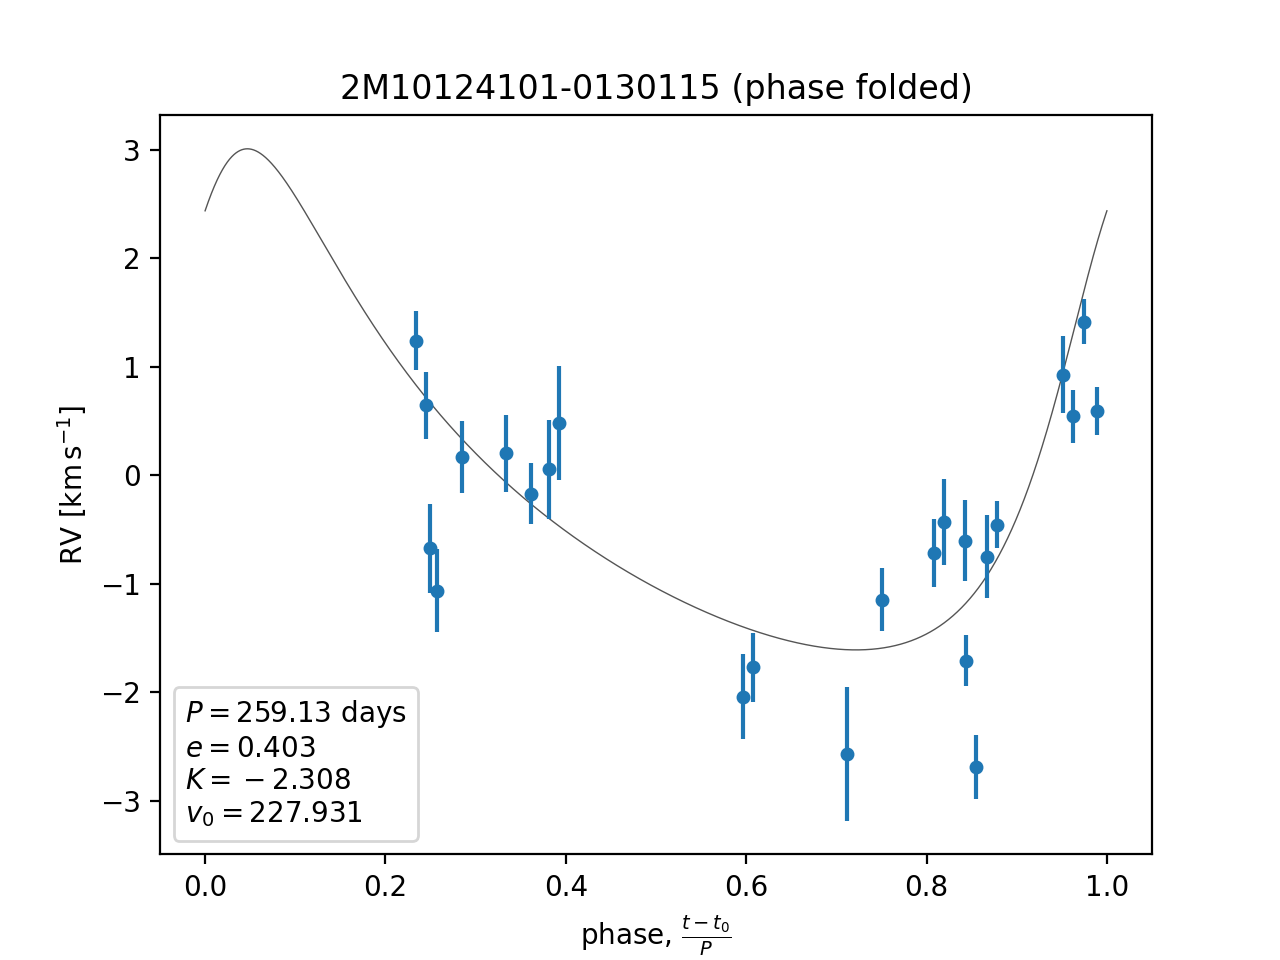 2M10124101-0130115 (phase folded)
3
2
1
0
−1
−2
−3
RV [km s⁻¹]
P = 259.13 days
e = 0.403
K = −2.308
v₀ = 227.931
0.0 0.2 0.4 0.6 0.8 1.0
phase, \frac{t − t₀}{P}